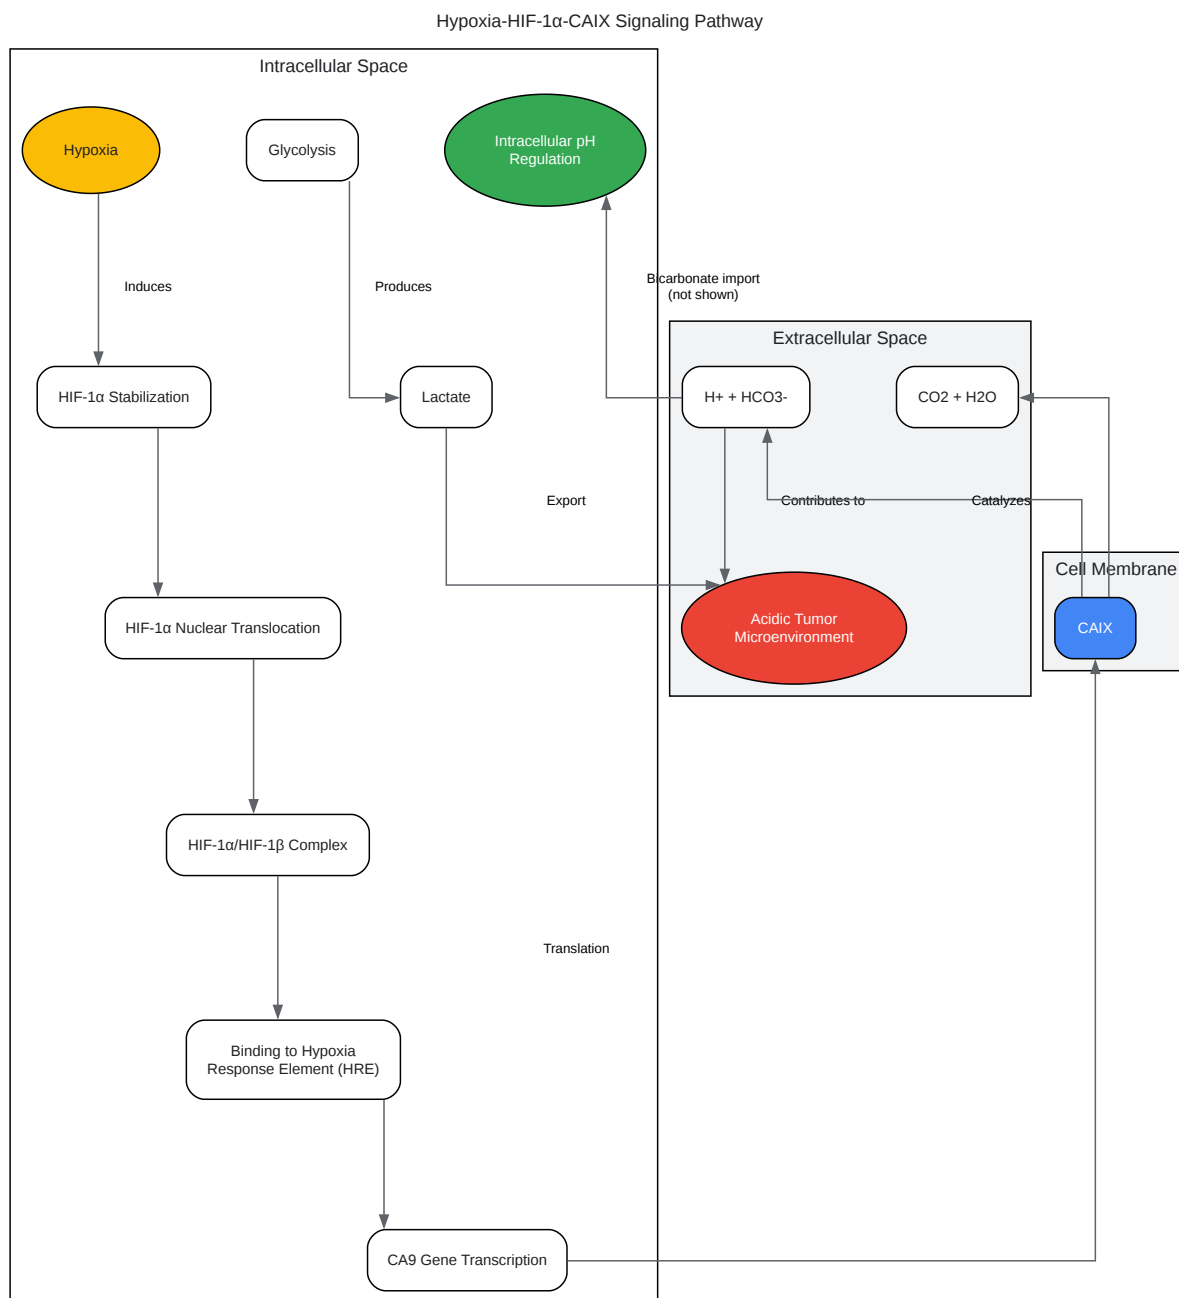 Hypoxia-HIF-1α-CAIX Signaling Pathway
Intracellular Space
Hypoxia
Glycolysis
Intracellular pH
Regulation
Induces
Produces
Bicarbonate import
(not shown)
Extracellular Space
HIF-1α Stabilization
Lactate
H+ + HCO3-
CO2 + H2O
Export
Contributes to
Catalyzes
Cell Membrane
HIF-1α Nuclear Translocation
Acidic Tumor
Microenvironment
CAIX
HIF-1α/HIF-1β Complex
Translation
Binding to Hypoxia
Response Element (HRE)
CA9 Gene Transcription